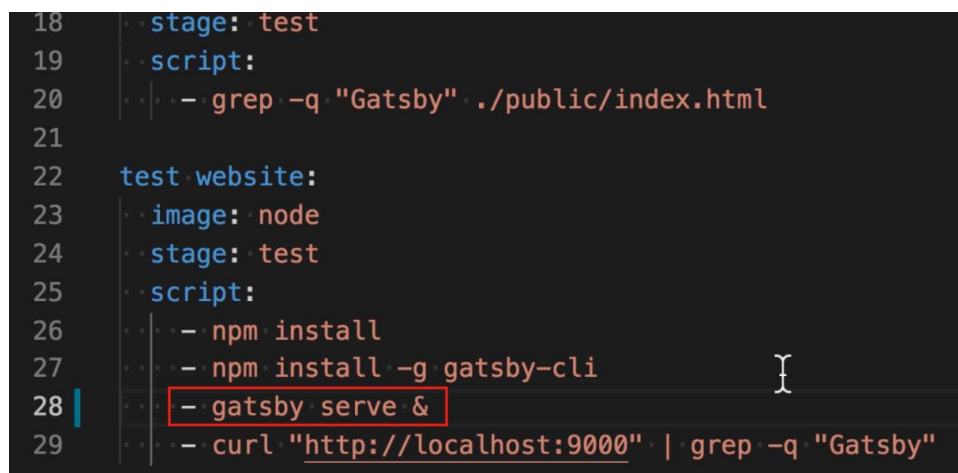 18 stage: test
19 script:
20 - grep -q "Gatsby" ./public/index.html
21
22 test website:
23 image: node
24 stage: test
25 script:
26 - npm install
27 - npm install -g gatsby-cli
28 - gatsby serve &
29 - curl "http://localhost:9000" | grep -q "Gatsby"